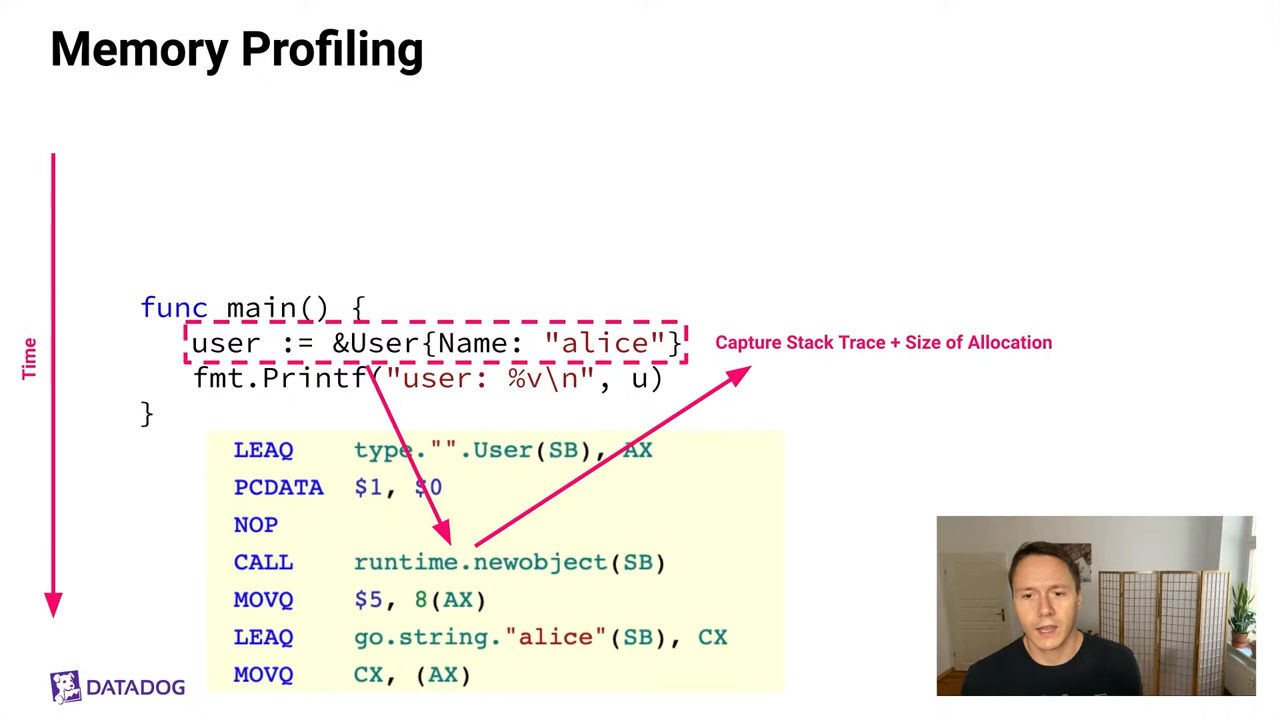 Memory Profiling
Time
func main() {
user := &User{Name: "alice"}
Capture Stack Trace + Size of Allocation
fmt.Printf("user: %v\n", u)
}
LEAQ type."".User(SB), AX
PCDATA $1, $0
NOP
CALL runtime.newobject(SB)
MOVQ $5, 8(AX)
LEAQ go.string."alice"(SB), CX
MOVQ CX, (AX)
DATADOG